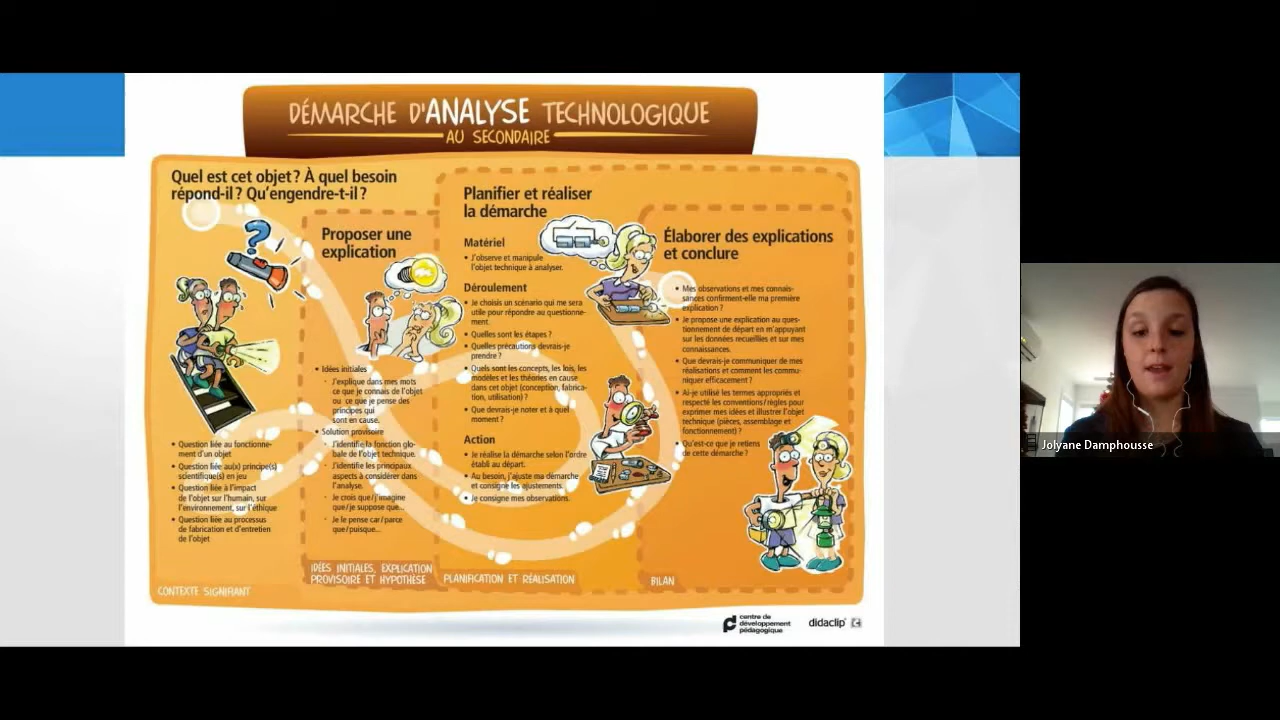 DÉMARCHE D'ANALYSE TECHNOLOGIQUE
AU SECONDAIRE
Quel est cet objet? À quel besoin
répond-il? Qu'engendre-t-il?
• Question liée au fonctionne-
ment d'un objet
• Question liée au(x) principe(s)
scientifique(s) en jeu
• Question liée à l'impact
de l'objet sur l'humain, sur
l'environnement, sur l'éthique
• Question liée au processus
de fabrication et d'entretien
de l'objet
CONTEXTE SIGNIFIANT
Proposer une
explication
• Idées initiales
- J'explique dans mes mots
ce que je connais de l'objet
ou ce que je pense des
principes qui
sont en cause.
• Solution provisoire
- J'identifie la fonction glo-
bale de l'objet technique.
- J'identifie les principaux
aspects à considérer dans
l'analyse.
- Je crois que/j'imagine
que/je suppose que...
- Je le pense car/parce
que/puisque...
IDÉES INITIALES, EXPLICATION
PROVISOIRE ET HYPOTHÈSE
Planifier et réaliser
la démarche
Matériel
• J'observe et manipule
l'objet technique à analyser.
Déroulement
• Je choisis un scénario qui me sera
utile pour répondre au questionne-
ment.
• Quelles sont les étapes ?
• Quelles précautions devrais-je
prendre ?
• Quels sont les concepts, les lois, les
modèles et les théories en cause
dans cet objet (conception, fabrica-
tion, utilisation) ?
• Que devrais-je noter et à quel
moment ?
Action
• Je réalise la démarche selon l'ordre
établi au départ.
• Au besoin, j'ajuste ma démarche
et consigne les ajustements.
• Je consigne mes observations.
PLANIFICATION ET RÉALISATION
Élaborer des explications
et conclure
• Mes observations et mes connais-
sances confirment-elle ma première
explication ?
• Je propose une explication au ques-
tionnement de départ en m'appuyant
sur les données recueillies et sur mes
connaissances.
• Que devrais-je communiquer de mes
réalisations et comment les commu-
niquer efficacement ?
• Ai-je utilisé les termes appropriés et
respecté les conventions/règles pour
exprimer mes idées et illustrer l'objet
technique (pièces, assemblage et
fonctionnement) ?
• Qu'est-ce que je retiens
de cette démarche ?
BILAN
centre de
développement
pédagogique
didaclip
Jolyane Damphousse